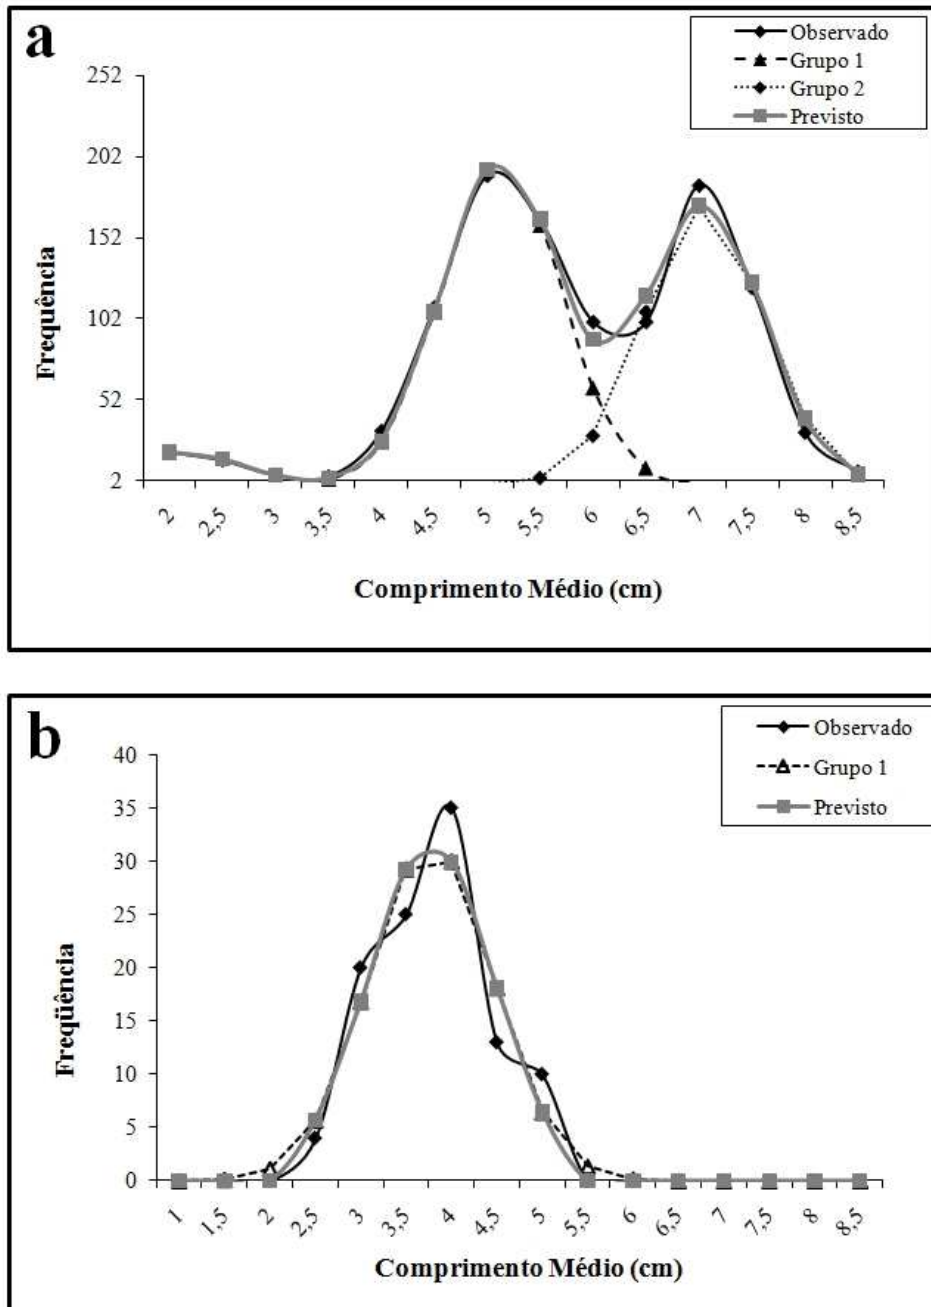 a
Observado
Grupo 1
Grupo 2
Previsto
252
202
152
102
52
2
Frequência
2 2,5 3 3,5 4 4,5 5 5,5 6 6,5 7 7,5 8 8,5
Comprimento Médio (cm)
b
Observado
Grupo 1
Previsto
40
35
30
25
20
15
10
5
0
Freqüência
1 1,5 2 2,5 3 3,5 4 4,5 5 5,5 6 6,5 7 7,5 8 8,5
Comprimento Médio (cm)